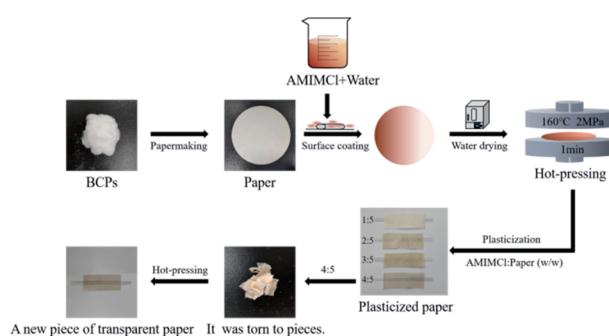 AMIMCl+Water
BCPs
Papermaking
Paper
Surface coating
Water drying
160℃ 2MPa
1min
Hot-pressing
1:5
2:5
3:5
4:5
Plasticized paper
Plasticization
AMIMCl:Paper (w/w)
4:5
It was torn to pieces.
Hot-pressing
A new piece of transparent paper